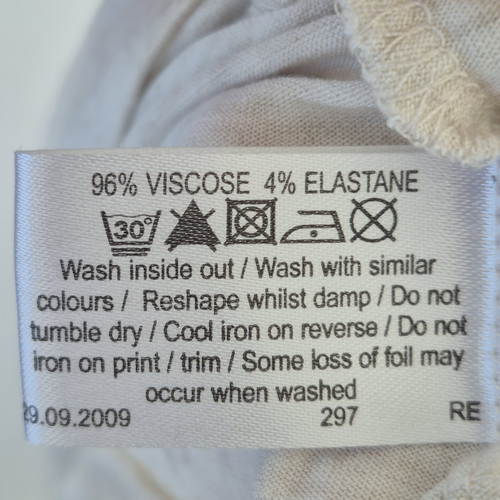 96% VISCOSE 4% ELASTANE
30°
Wash inside out / Wash with similar
colours / Reshape whilst damp / Do not
tumble dry / Cool iron on reverse / Do not
iron on print / trim / Some loss of foil may
occur when washed
29.09.2009 297 RE